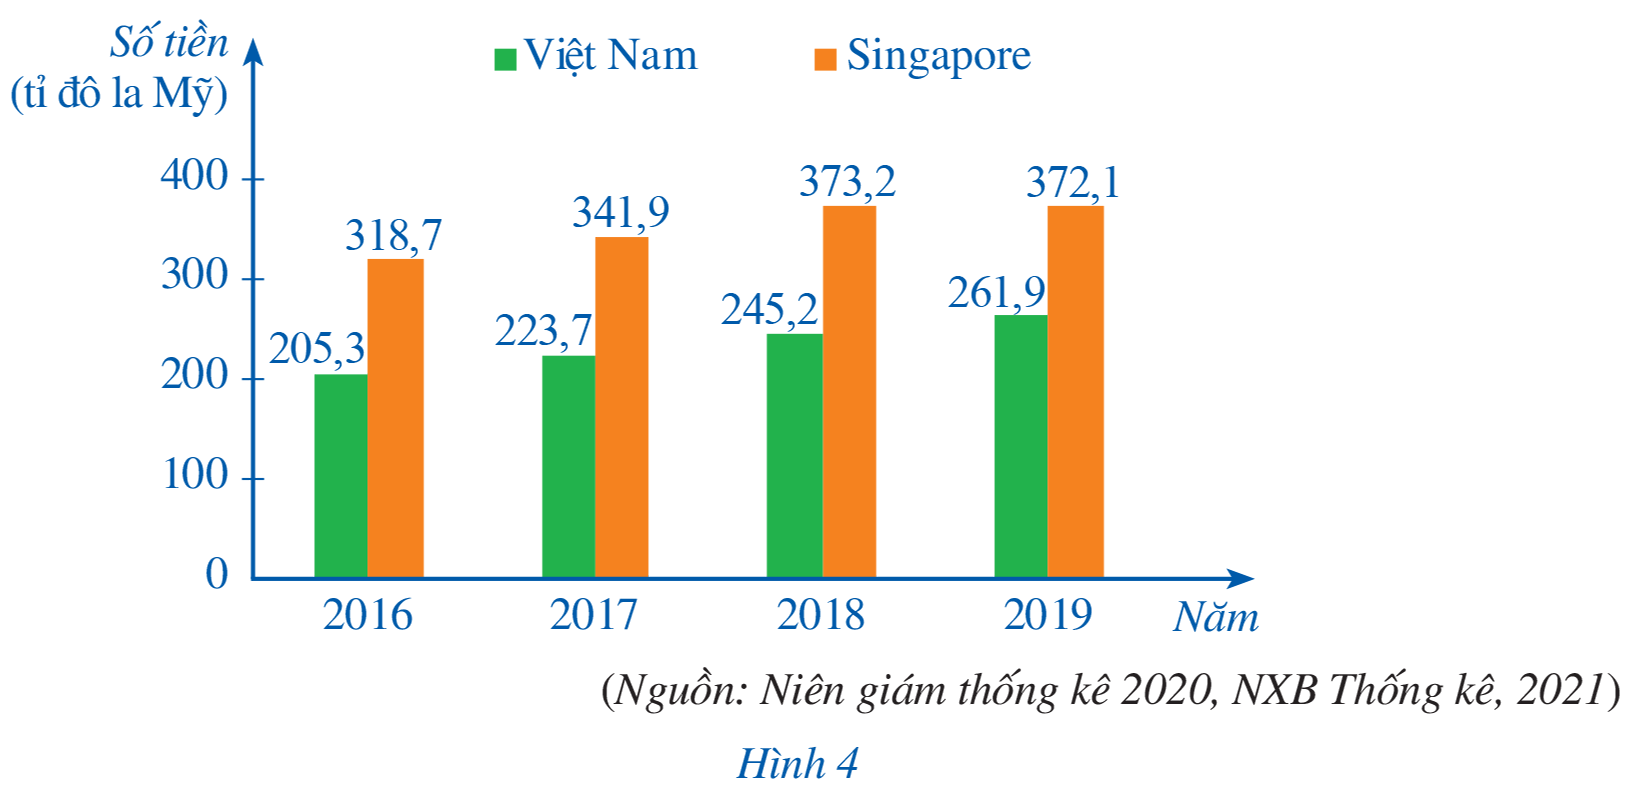 Số tiền
(tỉ đô la Mỹ)
Việt Nam Singapore
400
300
200
100
0
205,3 318,7
223,7 341,9
245,2 373,2
261,9 372,1
2016 2017 2018 2019 Năm
(Nguồn: Niên giám thống kê 2020, NXB Thống kê, 2021)
Hình 4